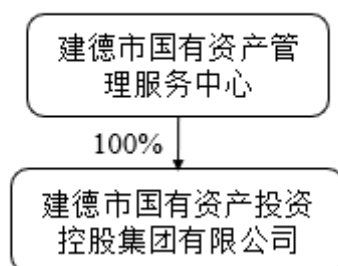 建德市国有资产管
理服务中心
100%
建德市国有资产投资
控股集团有限公司